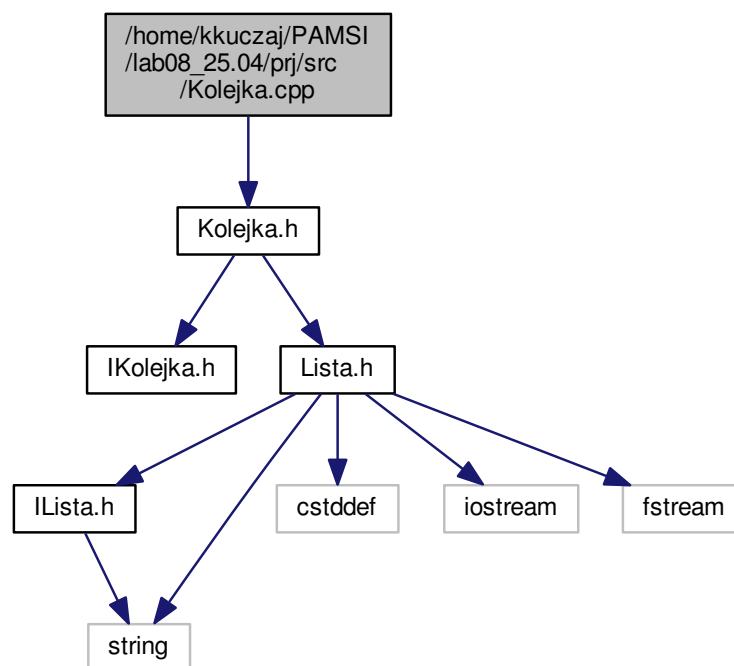 /home/kkuczaj/PAMSI
/lab08_25.04/prj/src
/Kolejka.cpp
Kolejka.h
IKolejka.h
Lista.h
ILista.h
cstddef
iostream
fstream
string